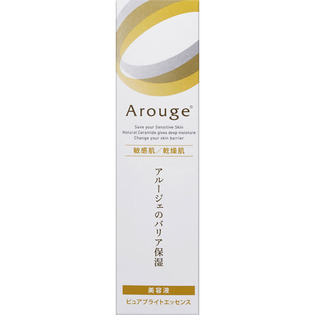 Arouge®
Save your Sensitive Skin
Natural Ceramide gives deep moisture
Change your skin barrier
敏感肌／乾燥肌
アルージェのバリア保湿
美容液
ピュアブライトエッセンス